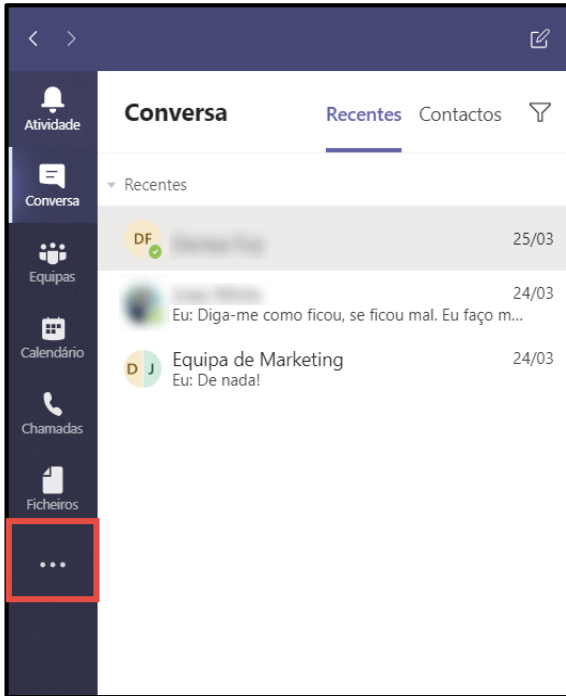 Atividade
Conversa
Equipas
Calendário
Chamadas
Ficheiros
Conversa
Recentes
Contactos
Recentes
DF
25/03
24/03
Eu: Diga-me como ficou, se ficou mal. Eu faço m...
D J
Equipa de Marketing
24/03
Eu: De nada!